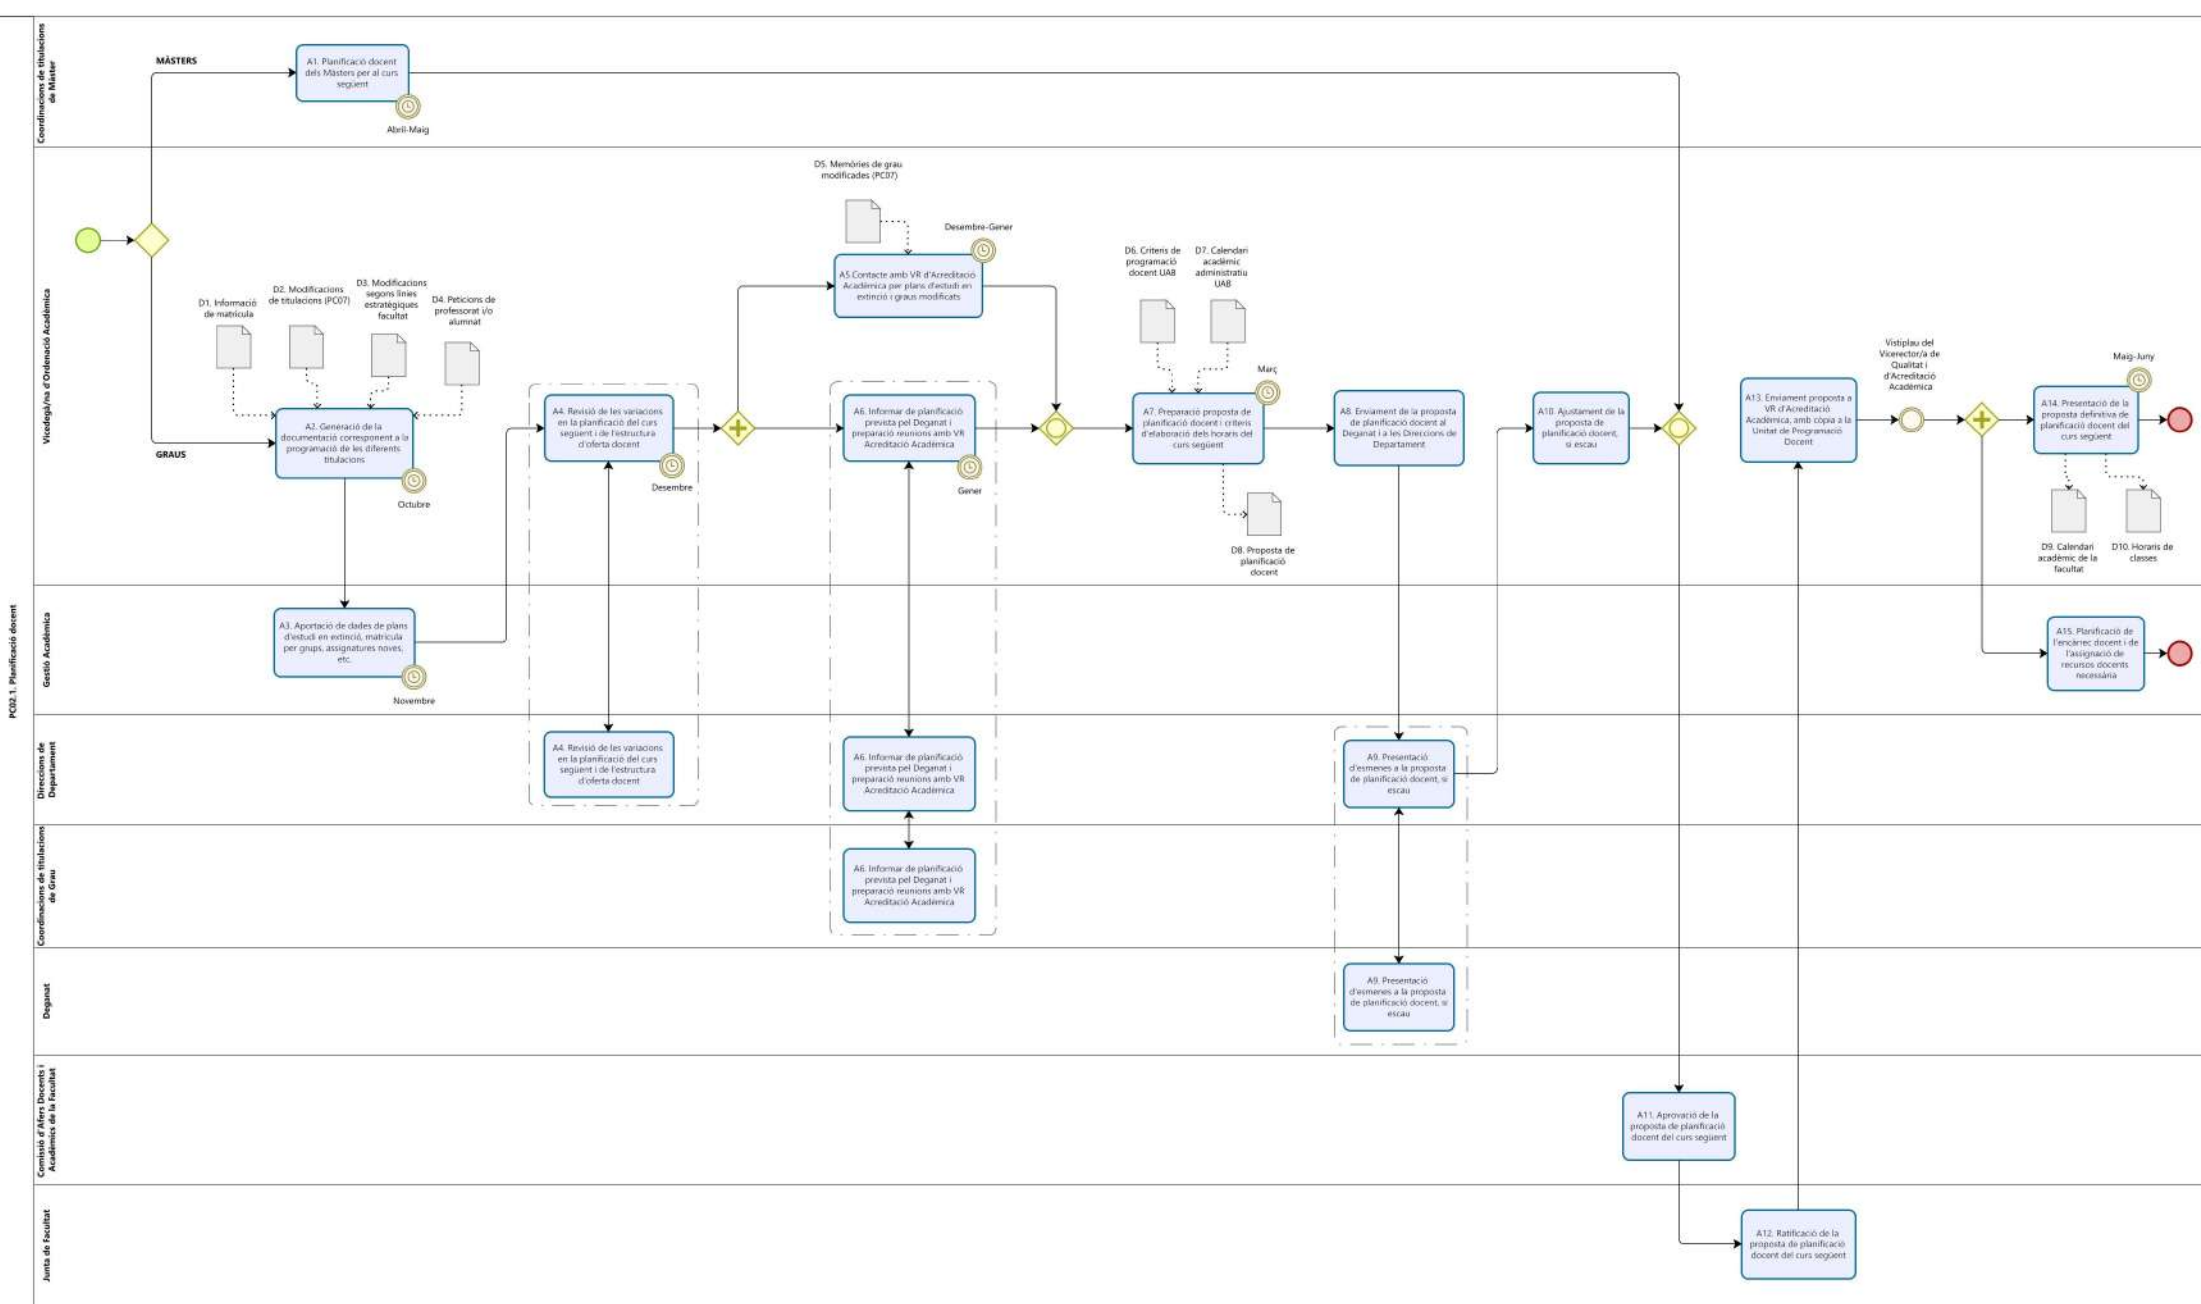 PC02.1. Planificació docent
Coordinacions de titulacions
de Màster
MÀSTERS
A1. Planificació docent
dels Màsters per al curs
següent
Abril-Maig
Vicedegà/na d'Ordenació Acadèmica
GRAUS
D1. Informació
de matrícula
D2. Modificacions
de titulacions (PC07)
D3. Modificacions
segons línies
estratègiques
facultat
D4. Peticions de
professorat i/o
alumnat
A2. Generació de la
documentació corresponent a la
programació de les diferents
titulacions
Octubre
A4. Revisió de les variacions
en la planificació del curs
següent i de l'estructura
d'oferta docent
Desembre
D5. Memòries de grau
modificades (PC07)
Desembre-Gener
A5.Contacte amb VR d'Acreditació
Acadèmica per plans d'estudi en
extinció i graus modificats
A6. Informar de planificació
prevista pel Deganat i
preparació reunions amb VR
Acreditació Acadèmica
Gener
D6. Criteris de
programació
docent UAB
D7. Calendari
acadèmic
administratiu
UAB
Març
A7. Preparació proposta de
planificació docent i criteris
d'elaboració dels horaris del
curs següent
D8. Proposta de
planificació
docent
A8. Enviament de la proposta
de planificació docent al
Deganat i a les Direccions de
Departament
A10. Ajustament de la
proposta de
planificació docent,
si escau
A13. Enviament proposta a
VR d'Acreditació
Acadèmica, amb còpia a la
Unitat de Programació
Docent
Vistiplau del
Vicerector/a de
Qualitat i
d'Acreditació
Acadèmica
Maig-Juny
A14. Presentació de la
proposta definitiva de
planificació docent del
curs següent
D9. Calendari
acadèmic de la
facultat
D10. Horaris de
classes
Gestió Acadèmica
A3. Aportació de dades de plans
d'estudi en extinció, matrícula
per grups, assignatures noves,
etc.
Novembre
A15. Planificació de
l'encàrrec docent i de
l'assignació de
recursos docents
necessària
Direccions de
Departament
A4. Revisió de les variacions
en la planificació del curs
següent i de l'estructura
d'oferta docent
A6. Informar de planificació
prevista pel Deganat i
preparació reunions amb VR
Acreditació Acadèmica
A9. Presentació
d'esmenes a la proposta
de planificació docent, si
escau
Coordinacions de titulacions
de Grau
A6. Informar de planificació
prevista pel Deganat i
preparació reunions amb VR
Acreditació Acadèmica
Deganat
A9. Presentació
d'esmenes a la proposta
de planificació docent, si
escau
Comissió d'Afers Docents i
Acadèmics de la Facultat
A11. Aprovació de la
proposta de planificació
docent del curs següent
Junta de Facultat
A12. Ratificació de la
proposta de planificació
docent del curs següent